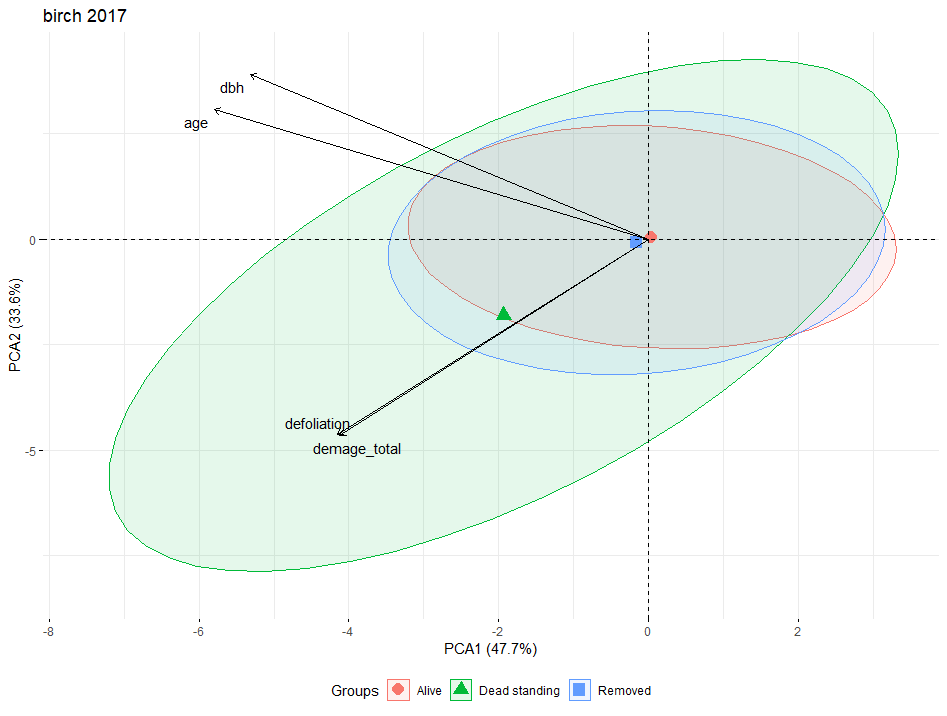 birch 2017
dbh
age
0
PCA2 (33.6%)
defoliation
demage_total
-5
-8 -6 -4 -2 0 2
PCA1 (47.7%)
Groups Alive Dead standing Removed